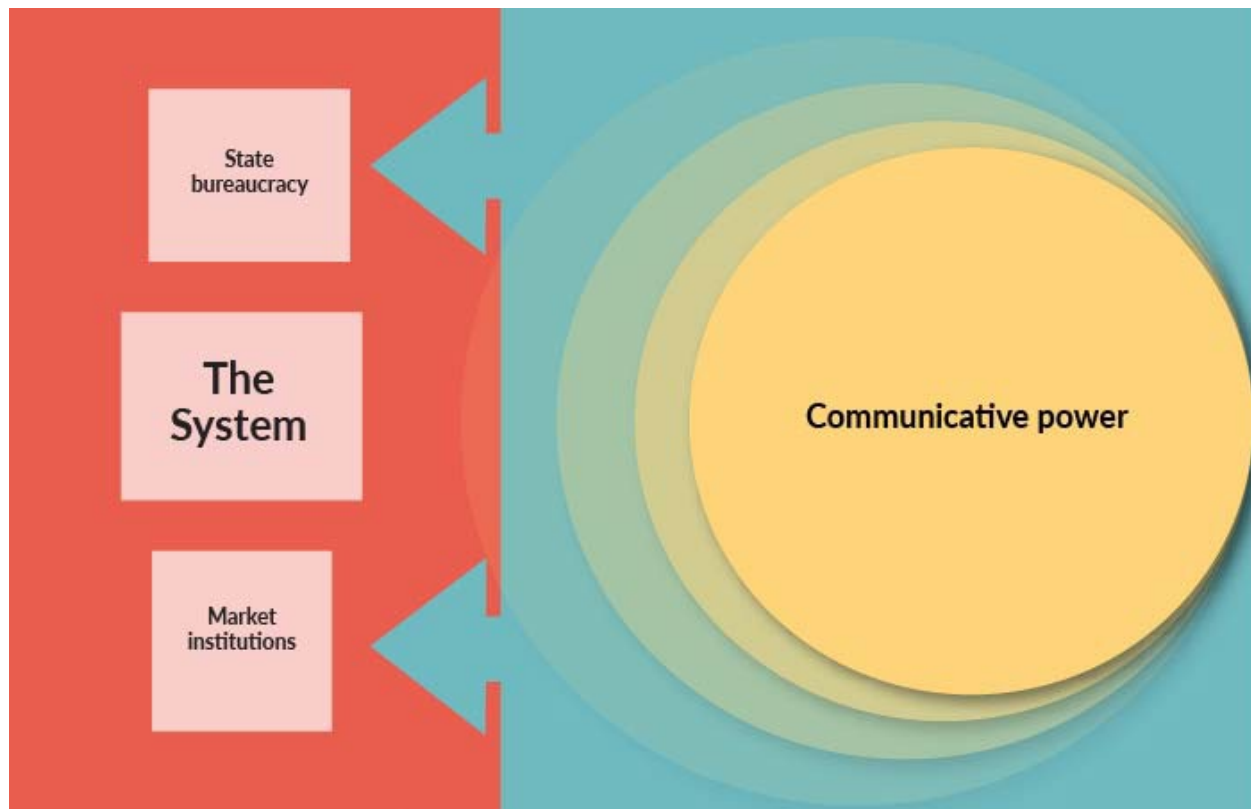 State
bureaucracy
The
System
Market
institutions
Communicative power